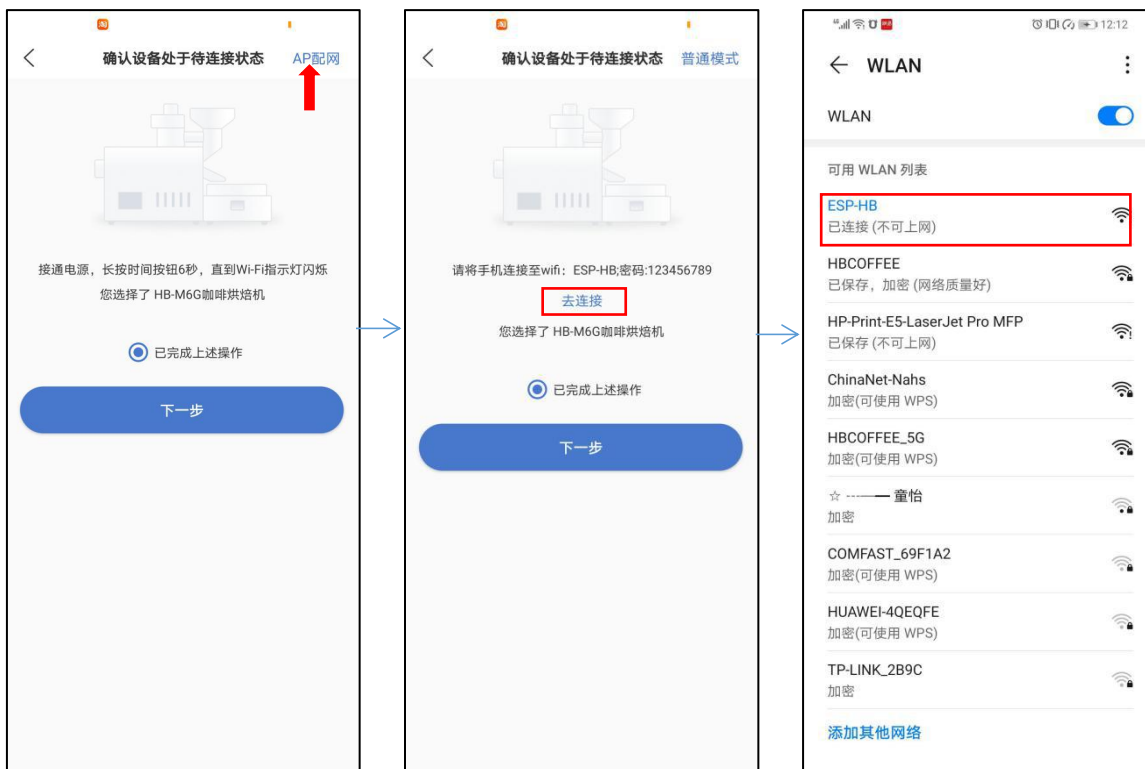 确认设备处于待连接状态 AP配网
接通电源，长按时间按钮6秒，直到Wi-Fi指示灯闪烁
您选择了 HB-M6G咖啡烘焙机
已完成上述操作
下一步
确认设备处于待连接状态 普通模式
请将手机连接至wifi：ESP-HB;密码:123456789
去连接
您选择了 HB-M6G咖啡烘焙机
已完成上述操作
下一步
12:12
WLAN
WLAN
可用 WLAN 列表
ESP-HB
已连接 (不可上网)
HBCOFFEE
已保存，加密 (网络质量好)
HP-Print-E5-LaserJet Pro MFP
已保存 (不可上网)
ChinaNet-Nahs
加密(可使用 WPS)
HBCOFFEE_5G
加密(可使用 WPS)
☆ ---—— 童怡
加密
COMFAST_69F1A2
加密(可使用 WPS)
HUAWEI-4QEQFE
加密(可使用 WPS)
TP-LINK_2B9C
加密
添加其他网络